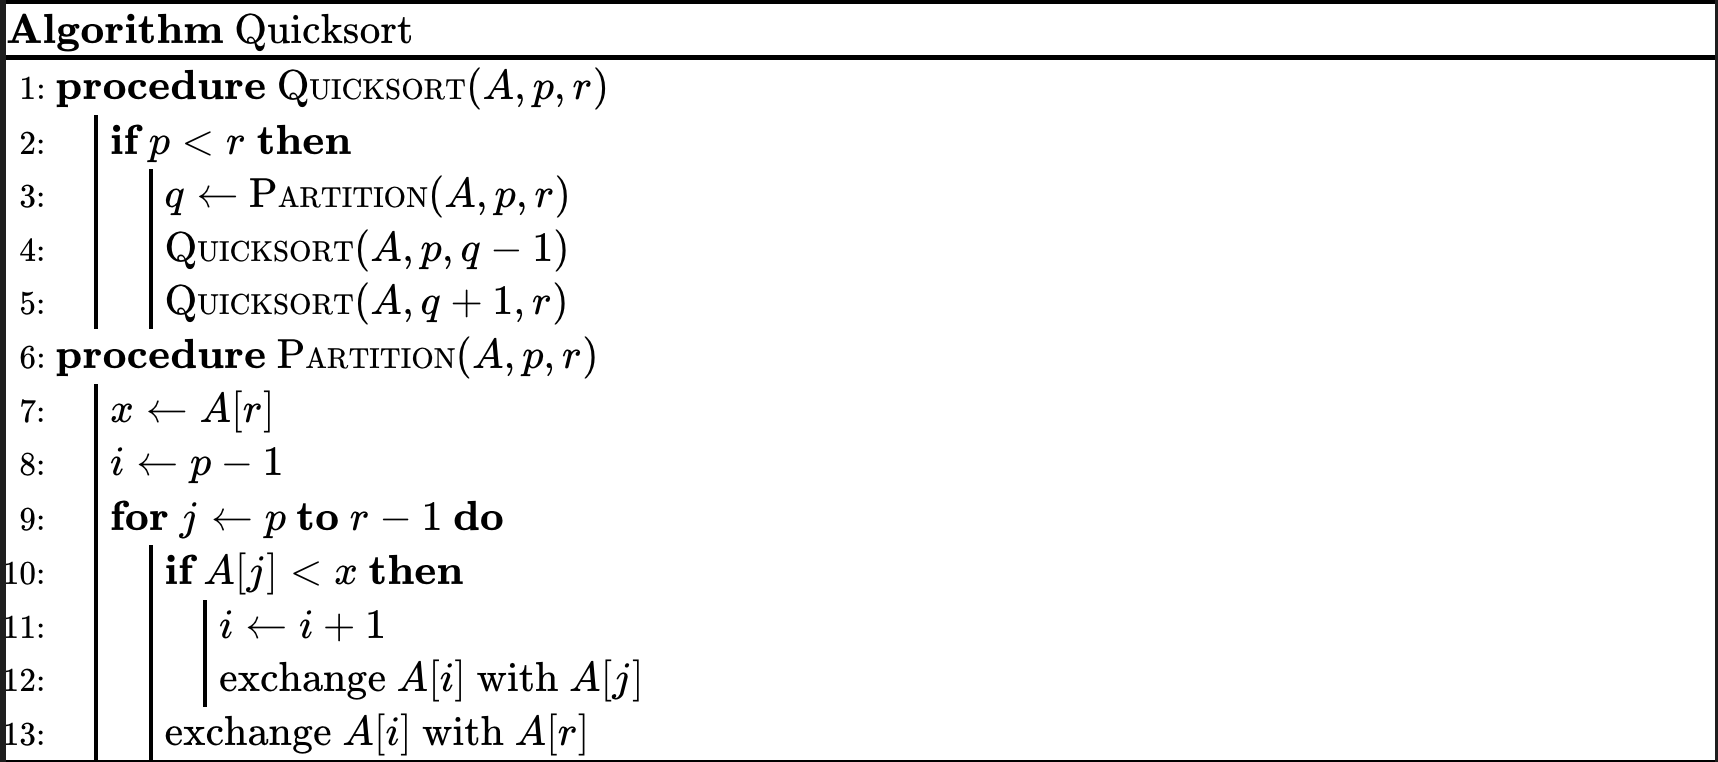 Algorithm Quicksort
1: procedure QUICKSORT(A, p, r)
2: if p < r then
3: q ← PARTITION(A, p, r)
4: QUICKSORT(A, p, q − 1)
5: QUICKSORT(A, q + 1, r)
6: procedure PARTITION(A, p, r)
7: x ← A[r]
8: i ← p − 1
9: for j ← p to r − 1 do
10: if A[j] < x then
11: i ← i + 1
12: exchange A[i] with A[j]
13: exchange A[i] with A[r]